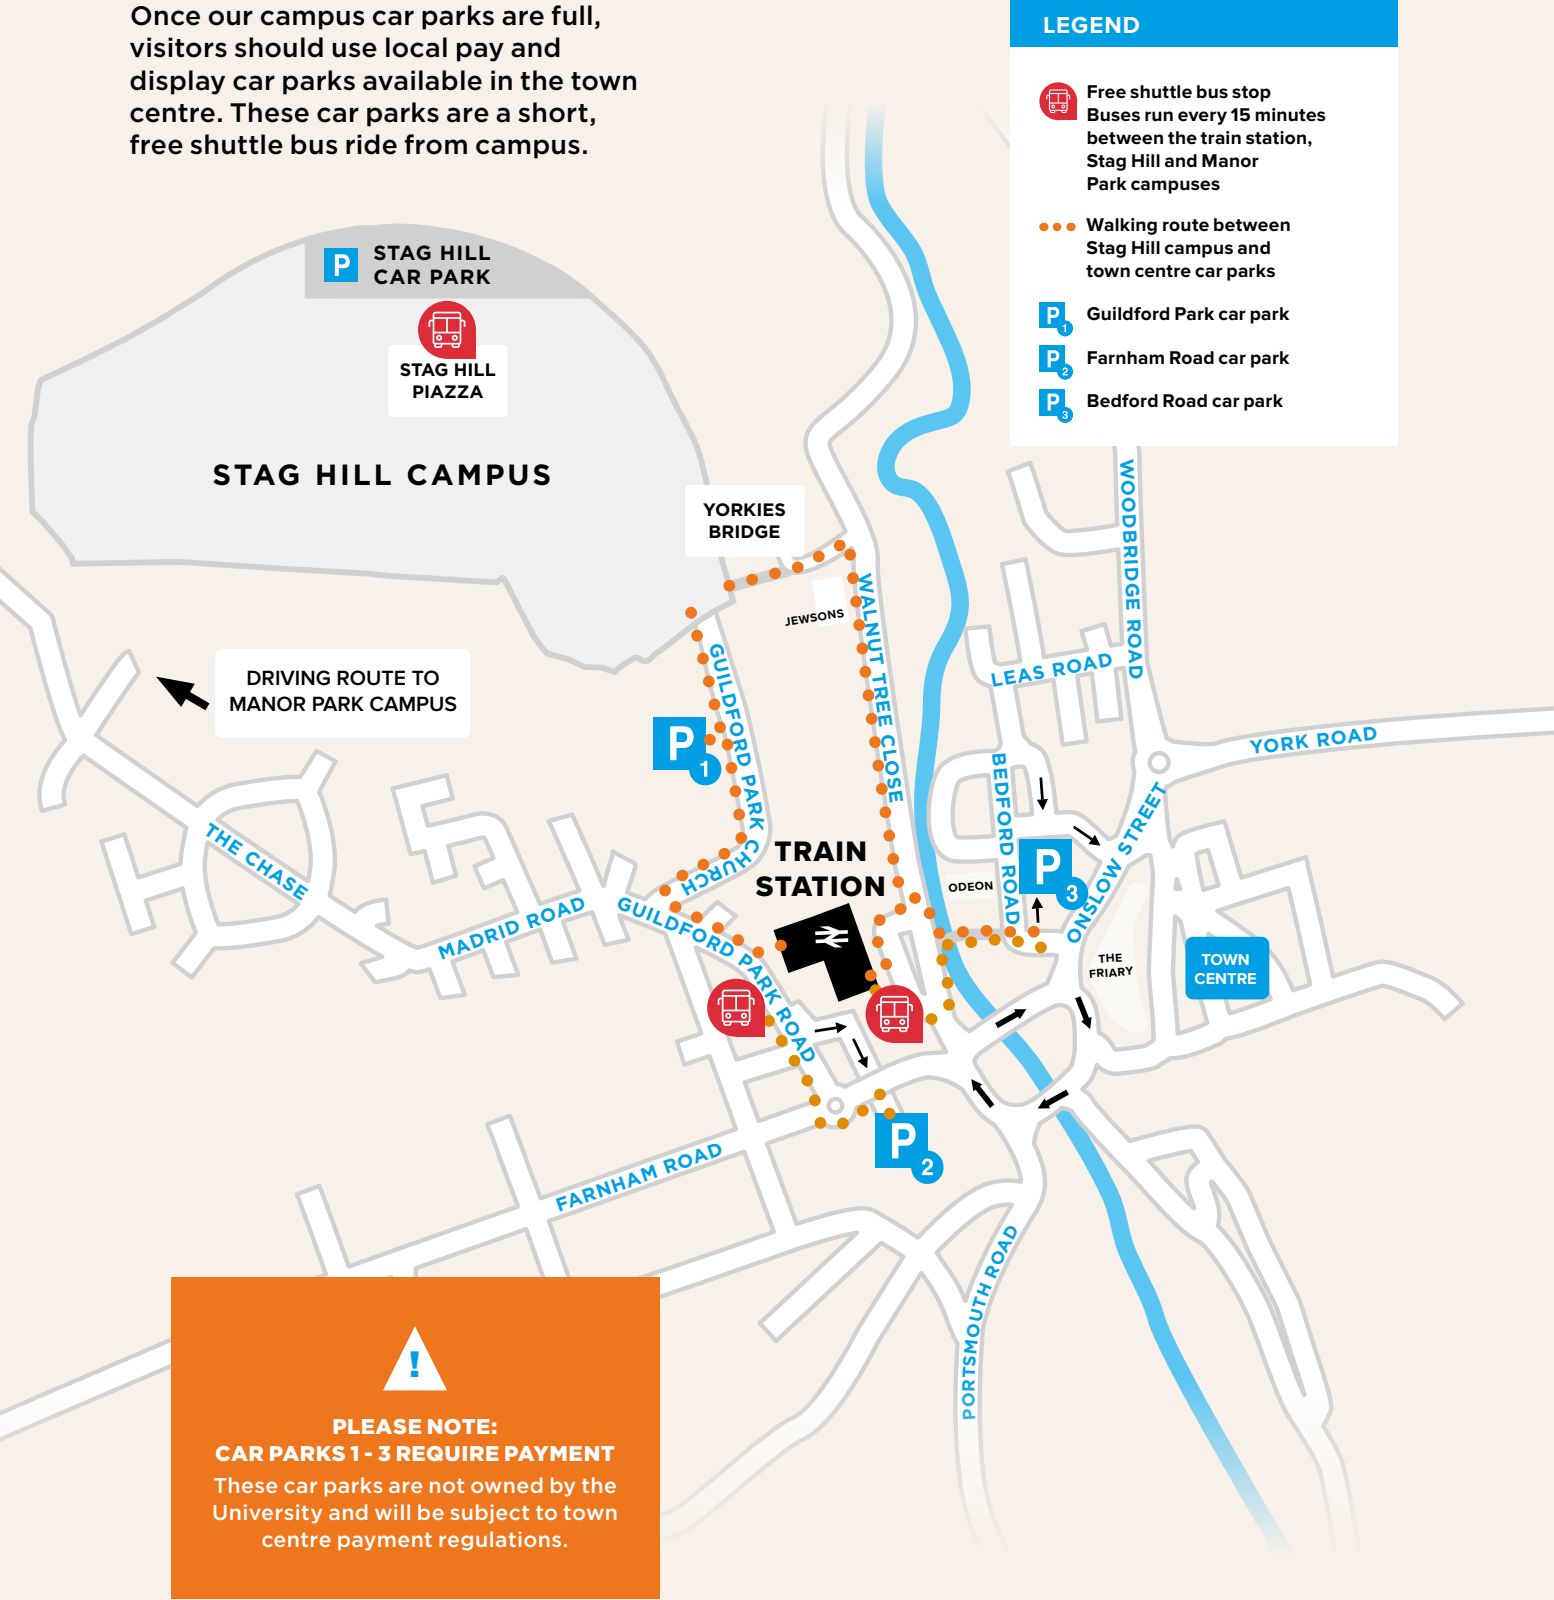 Once our campus car parks are full,
visitors should use local pay and
display car parks available in the town
centre. These car parks are a short,
free shuttle bus ride from campus.
LEGEND
Free shuttle bus stop
Buses run every 15 minutes
between the train station,
Stag Hill and Manor
Park campuses
Walking route between
Stag Hill campus and
town centre car parks
P 1
Guildford Park car park
P 2
Farnham Road car park
P 3
Bedford Road car park
P
STAG HILL
CAR PARK
STAG HILL
PIAZZA
STAG HILL CAMPUS
YORKIES
BRIDGE
JEWSONS
WALNUT TREE CLOSE
WOODBRIDGE ROAD
LEAS ROAD
YORK ROAD
DRIVING ROUTE TO
MANOR PARK CAMPUS
GUILDFORD PARK
CHURCH
P 1
BEDFORD ROAD
ONSLOW STREET
THE CHASE
TRAIN
STATION
P 3
ODEON
MADRID ROAD
GUILDFORD PARK ROAD
THE
FRIARY
TOWN
CENTRE
P 2
FARNHAM ROAD
PORTSMOUTH ROAD
!
PLEASE NOTE:
CAR PARKS 1 - 3 REQUIRE PAYMENT
These car parks are not owned by the
University and will be subject to town
centre payment regulations.